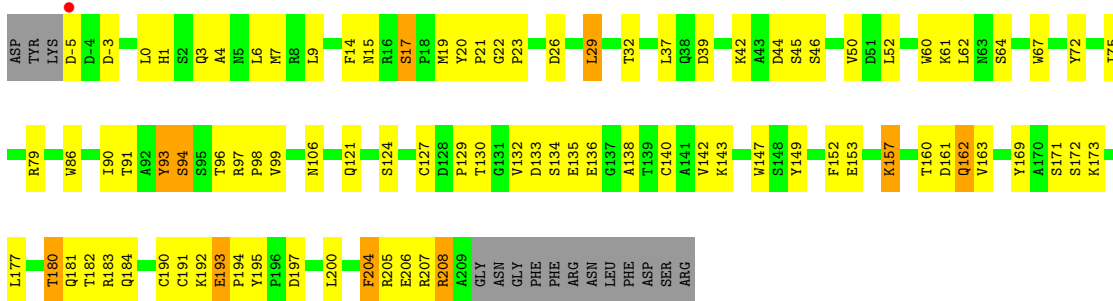 ASP TYR LYS D-5 D-4 D-3 L0 H1 S2 Q3 A4 N5 L6 M7 R8 L9 F14 N15 R16 S17 P18 M19 Y20 P21 G22 P23 D26 L29 T32 L37 Q38 D39 K42 A43 D44 S45 S46 V50 D51 L52 W60 K61 L62 N63 S64 W67 Y72
R79 W86 I90 T91 A92 Y93 S94 S95 T96 R97 P98 V99 N106 Q121 S124 C127 D128 P129 T130 G131 V132 D133 S134 E135 E136 G137 A138 T139 C140 A141 V142 K143 W147 S148 Y149 F152 E153 K157 T160 D161 Q162 V163 Y169 A170 S171 S172 K173
L177 T180 Q181 T182 R183 Q184 C190 C191 K192 E193 P194 Y195 P196 D197 L200 F204 R205 E206 R207 R208 A209 GLY ASN GLY PHE PHE ARG ASN LEU PHE ASP SER ARG